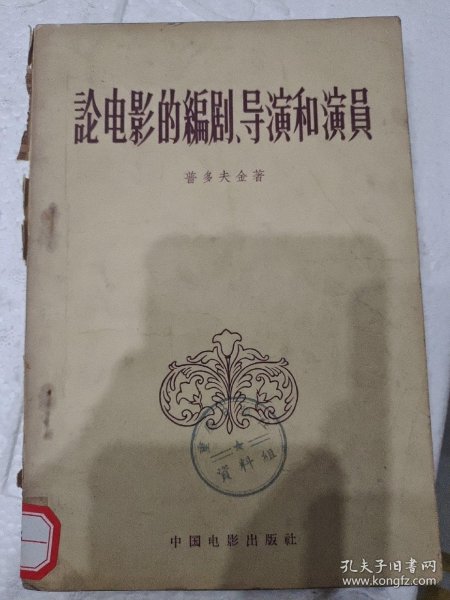 論电影的編剧、导演和演員
普多夫金著
資料組
中国电影出版社
孔夫子旧书网
www.kongfz.com